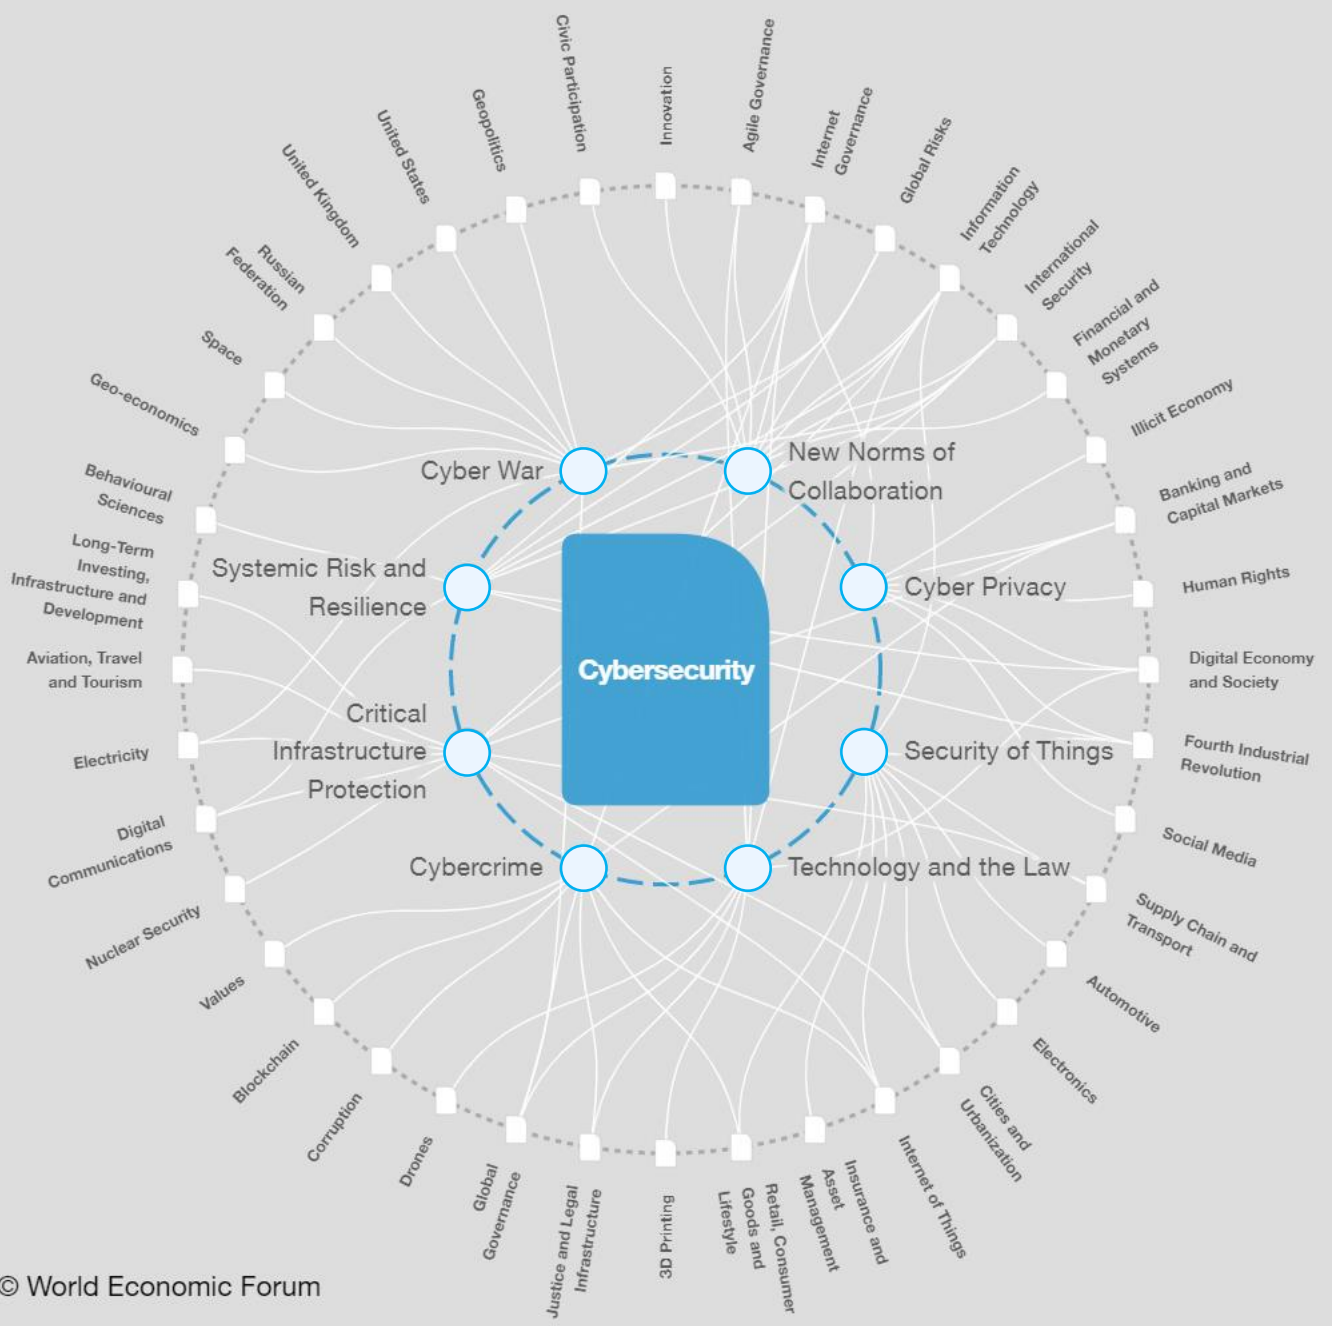 Civic Participation
Innovation
Agile Governance
Internet
Governance
Global Risks
Information
Technology
International
Security
Financial and
Monetary
Systems
Illicit Economy
Banking and
Capital Markets
Human Rights
Digital Economy
and Society
Fourth Industrial
Revolution
Social Media
Supply Chain and
Transport
Automotive
Electronics
Cities and
Urbanization
Internet of Things
Insurance and
Asset
Management
Retail, Consumer
Goods and
Lifestyle
3D Printing
Justice and Legal
Infrastructure
Global
Governance
Drones
Corruption
Blockchain
Values
Nuclear Security
Digital
Communications
Electricity
Aviation, Travel
and Tourism
Long-Term
Investing,
Infrastructure and
Development
Behavioural
Sciences
Geo-economics
Space
Russian
Federation
United Kingdom
United States
Geopolitics
Cyber War
New Norms of
Collaboration
Systemic Risk and
Resilience
Cyber Privacy
Cybersecurity
Critical
Infrastructure
Protection
Security of Things
Cybercrime
Technology and the Law
© World Economic Forum